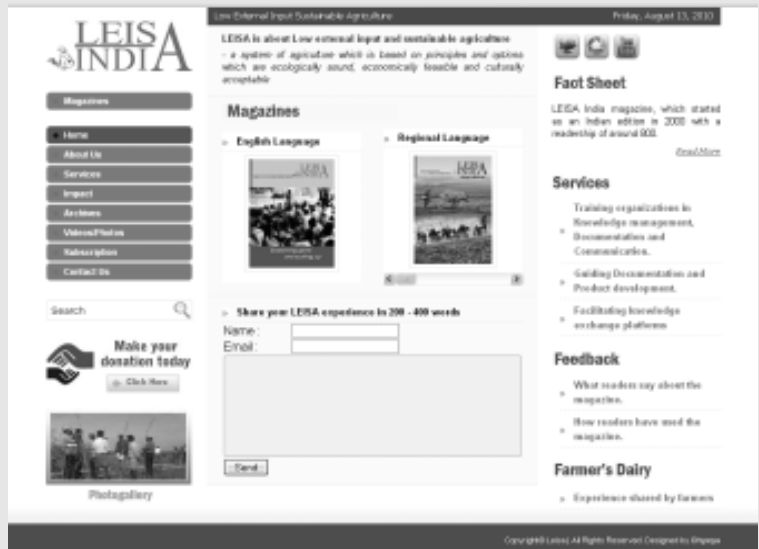 LEISA
INDIA
Magazines
Home
About Us
Services
Impact
Archives
Videos/Photos
Subscription
Contact Us
Search
Make your
donation today
Click Here
Photogallery
Low External Input Sustainable Agriculture
Friday, August 13, 2010
LEISA is about Low external input and sustainable agriculture
- a system of agriculture which is based on principles and options
which are ecologically sound, economically feasible and culturally
acceptable
Magazines
» English Language
» Regional Language
LEISA
LEISA
» Share your LEISA experience in 200 - 400 words
Name :
Email :
Send
Fact Sheet
LEISA India magazine, which started
as an Indian edition in 2000 with a
readership of around 800.
Read More
Services
» Training organizations in
Knowledge management,
Documentation and
Communication.
» Guiding Documentation and
Product development.
» Facilitating knowledge
exchange platforms
Feedback
» What readers say about the
magazine.
» How readers have used the
magazine.
Farmer's Dairy
» Experience shared by farmers
Copyright© Leisa| All Rights Reserved Designed by